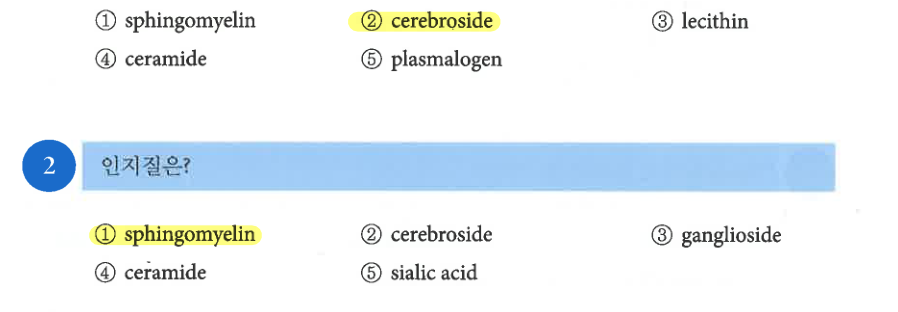 ① sphingomyelin ② cerebroside ③ lecithin
④ ceramide ⑤ plasmalogen
2 인지질은?
① sphingomyelin ② cerebroside ③ ganglioside
④ ceramide ⑤ sialic acid